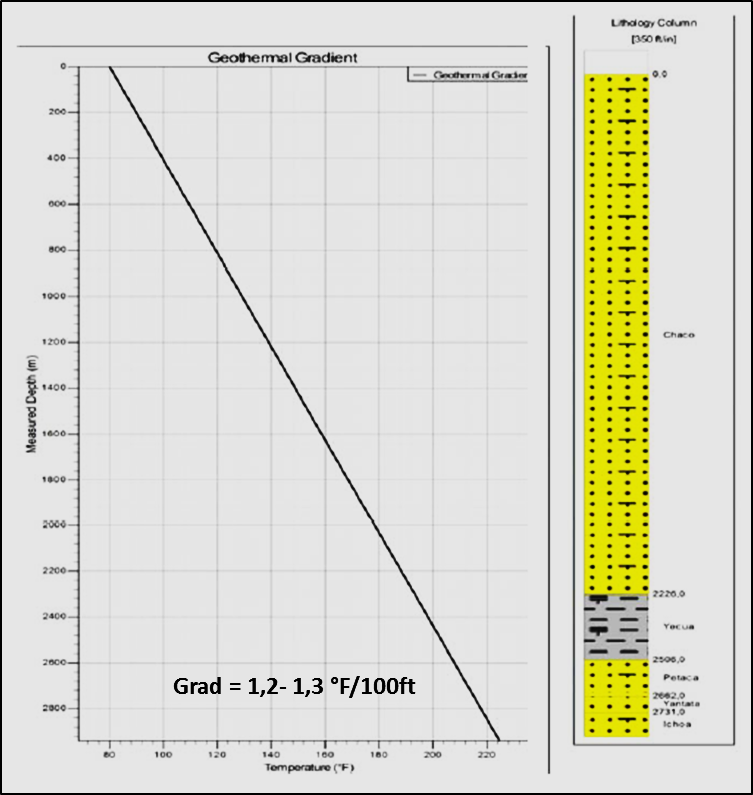 Geothermal Gradient
Geothermal Gradier
0
200
400
600
800
1000
1200
1400
1600
1800
2000
2200
2400
2600
2800
Measured Depth (m)
80
100
120
140
160
180
200
220
Temperature (°F)
Grad = 1,2- 1,3 °F/100ft
Lithology Column
[350 ft/in]
0,0
Chaco
2226,0
Yecua
2506,0
Petaca
2662,0
Yantata
2731,0
Ichoa